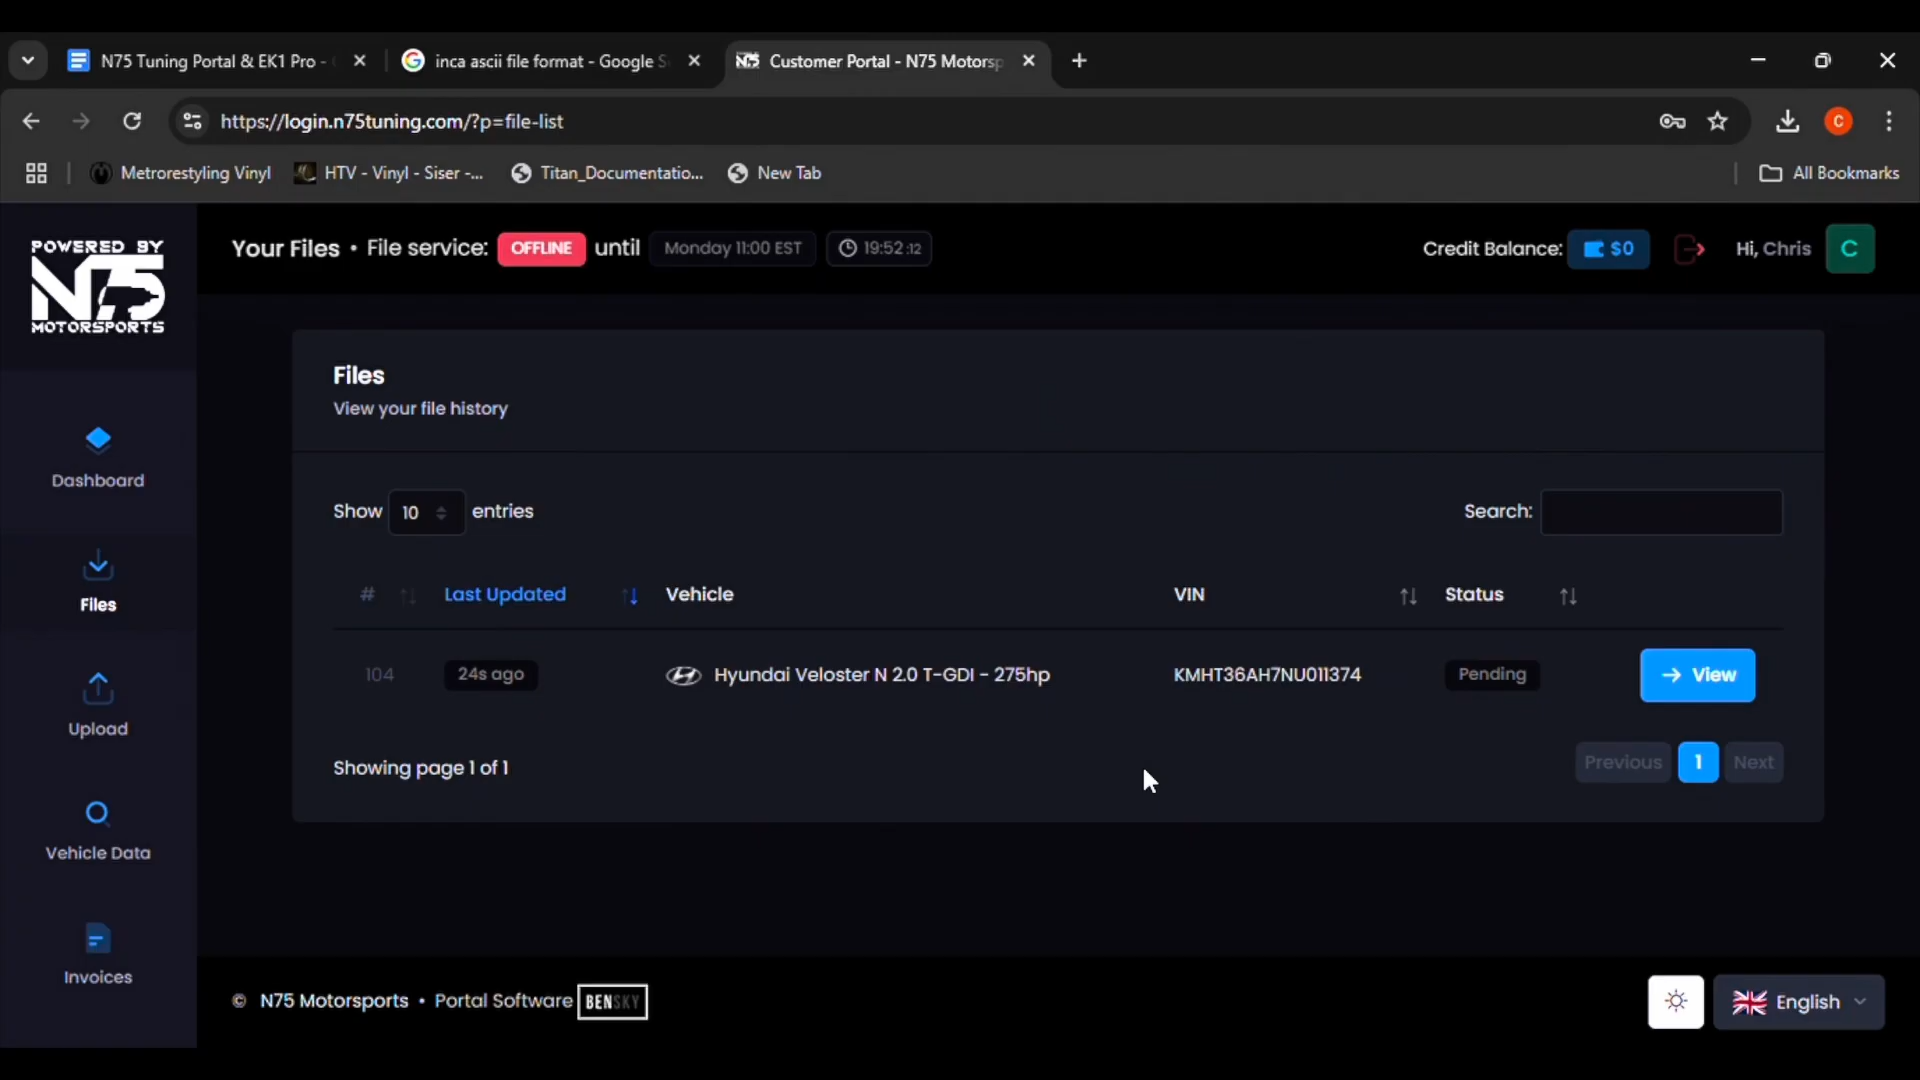 N75 Tuning Portal & EK1 Pro -
inca ascii file format - Google S
Customer Portal - N75 Motorsp
https://login.n75tuning.com/?p=file-list
C
Metrorestyling Vinyl
HTV - Vinyl - Siser -...
Titan_Documentatio...
New Tab
All Bookmarks
POWERED BY
N75
MOTORSPORTS
Your Files • File service: OFFLINE until Monday 11:00 EST 19:52:12
Credit Balance: $0
Hi, Chris
C
Dashboard
Files
Upload
Vehicle Data
Invoices
Files
View your file history
Show 10 entries
Search:
# Last Updated Vehicle VIN Status
104 24s ago Hyundai Veloster N 2.0 T-GDI - 275hp KMHT36AH7NU011374 Pending View
Showing page 1 of 1
Previous 1 Next
© N75 Motorsports • Portal Software BENSKY
English